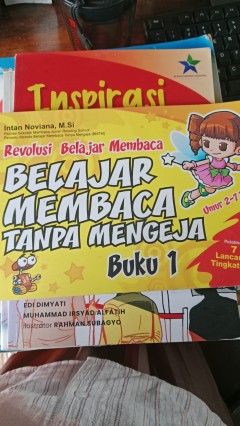 Inspirasi
Intan Noviana, M.Si
Revolusi Belajar Membaca
BELAJAR
MEMBACA
TANPA MENGEJA
Buku 1
Umur 2-7
7
Lancar
Tingkat
EDI DIMYATI
MUHAMMAD IRSYAD ALFATIH
Ilustrator RAHMAN SUBAGYO